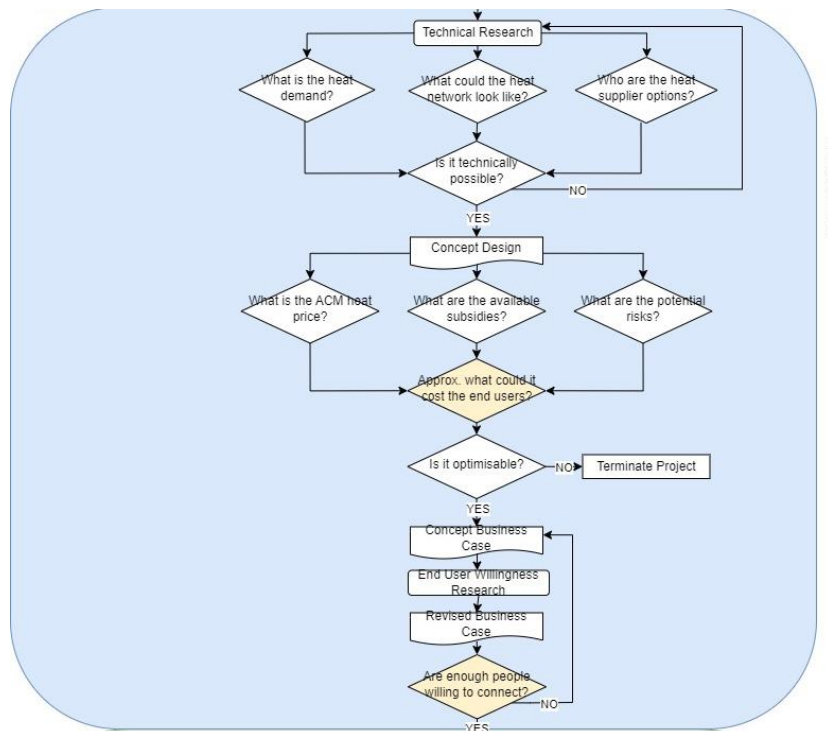 Technical Research
What is the heat
demand?
What could the heat
network look like?
Who are the heat
supplier options?
Is it technically
possible?
NO
YES
Concept Design
What is the ACM heat
price?
What are the available
subsidies?
What are the potential
risks?
Approx. what could it
cost the end users?
Is it optimisable?
NO
Terminate Project
YES
Concept Business
Case
End User Willingness
Research
Revised Business
Case
Are enough people
willing to connect?
NO
YES